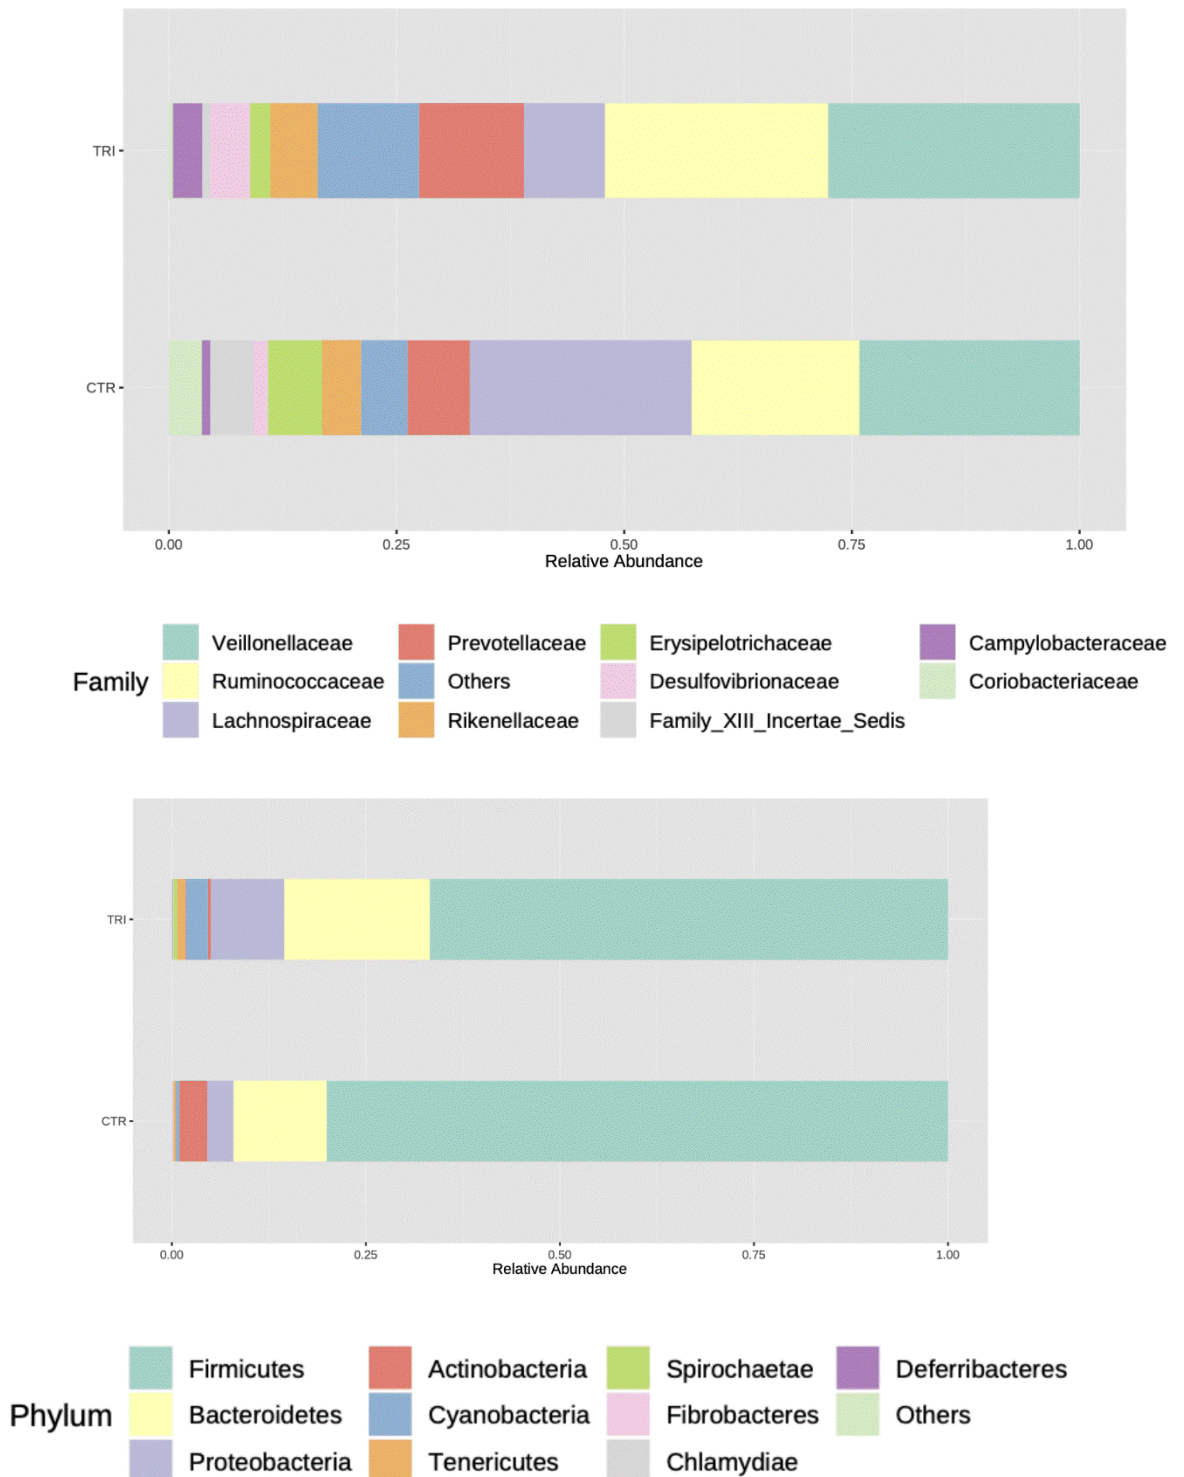 TRI
CTR
0.00 0.25 0.50 0.75 1.00
Relative Abundance
Veillonellaceae Prevotellaceae Erysipelotrichaceae Campylobacteraceae
Family Ruminococcaceae Others Desulfovibrionaceae Coriobacteriaceae
Lachnospiraceae Rikenellaceae Family_XIII_Incertae_Sedis
TRI
CTR
0.00 0.25 0.50 0.75 1.00
Relative Abundance
Firmicutes Actinobacteria Spirochaetae Deferribacteres
Phylum Bacteroidetes Cyanobacteria Fibrobacteres Others
Proteobacteria Tenericutes Chlamydiae